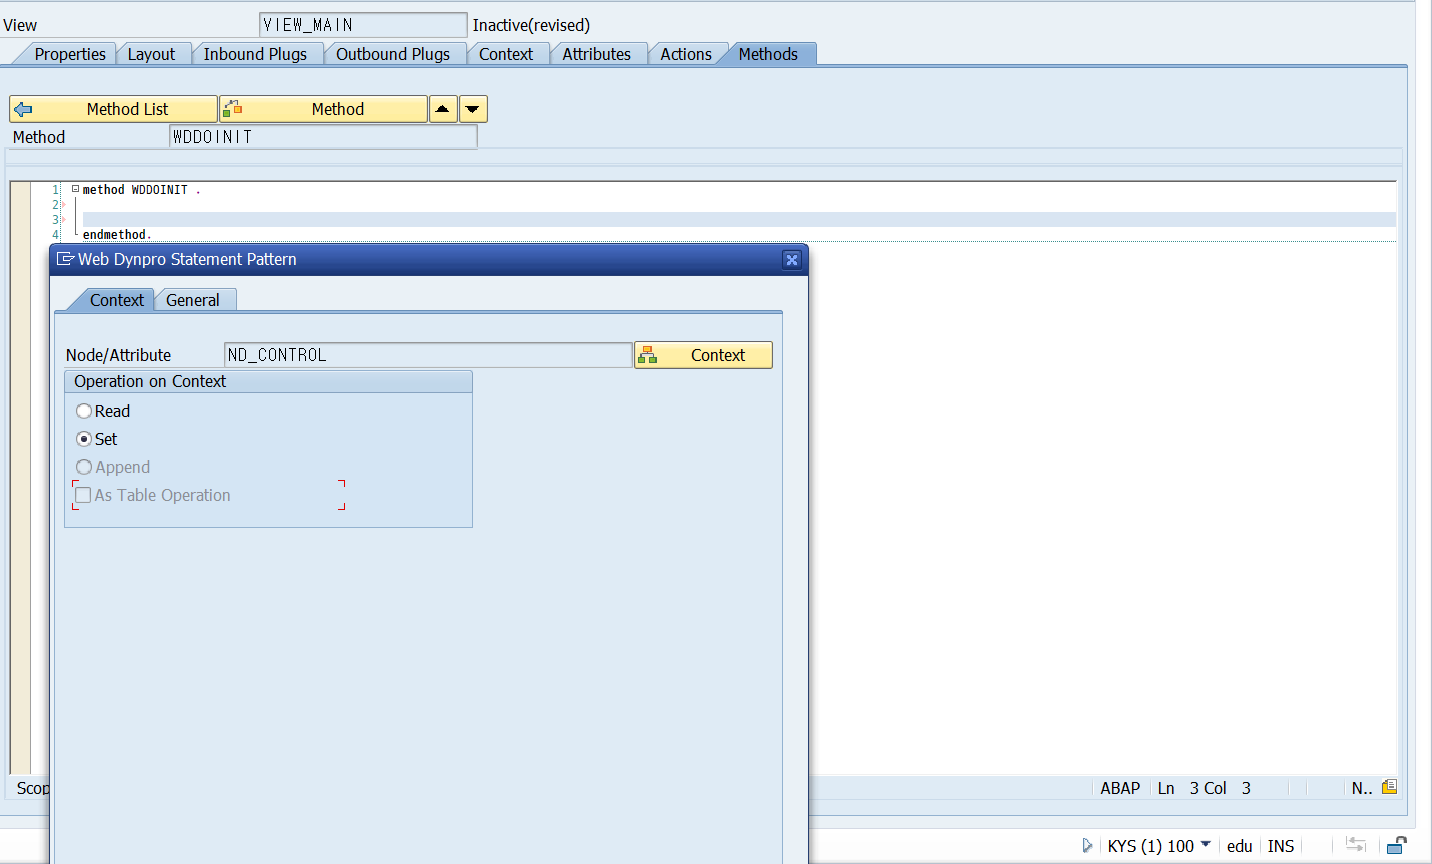 View VIEW_MAIN Inactive(revised)
Properties Layout Inbound Plugs Outbound Plugs Context Attributes Actions Methods
Method List Method
Method WDDOINIT
1 method WDDOINIT .
2
3
4 endmethod.
Web Dynpro Statement Pattern
Context General
Node/Attribute ND_CONTROL Context
Operation on Context
Read
Set
Append
As Table Operation
Scop ABAP Ln 3 Col 3 N..
KYS (1) 100 edu INS